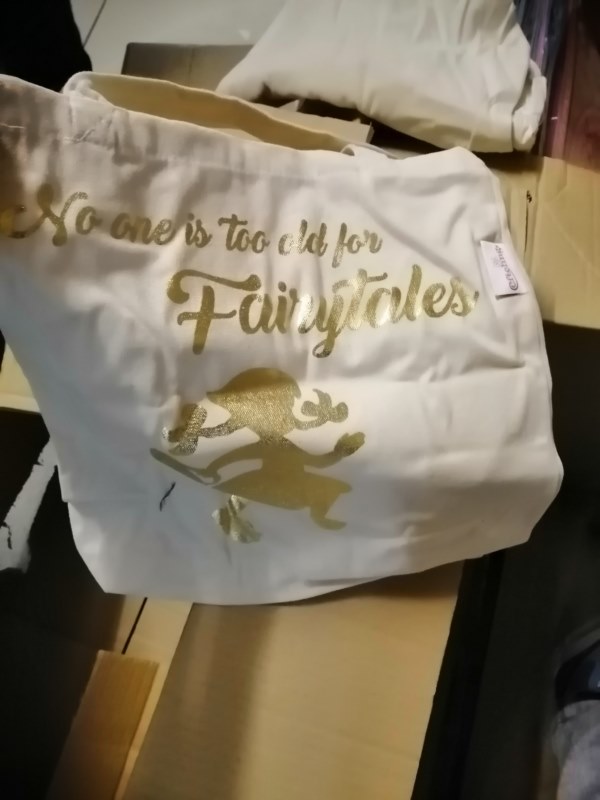 No one is too old for
Fairytales